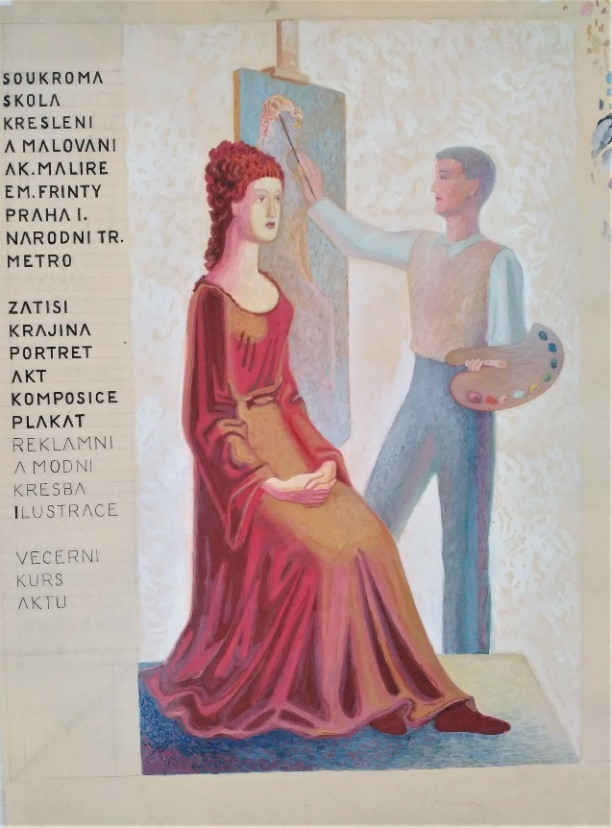 SOUKROMA
SKOLA
KRESLENI
A MALOVANI
AK. MALIRE
EM. FRINTY
PRAHA I.
NARODNI TR.
METRO
ZATISI
KRAJINA
PORTRET
AKT
KOMPOSICE
PLAKAT
REKLAMNI
A MODNI
KRESBA
ILUSTRACE
VECERNI
KURS
AKTU